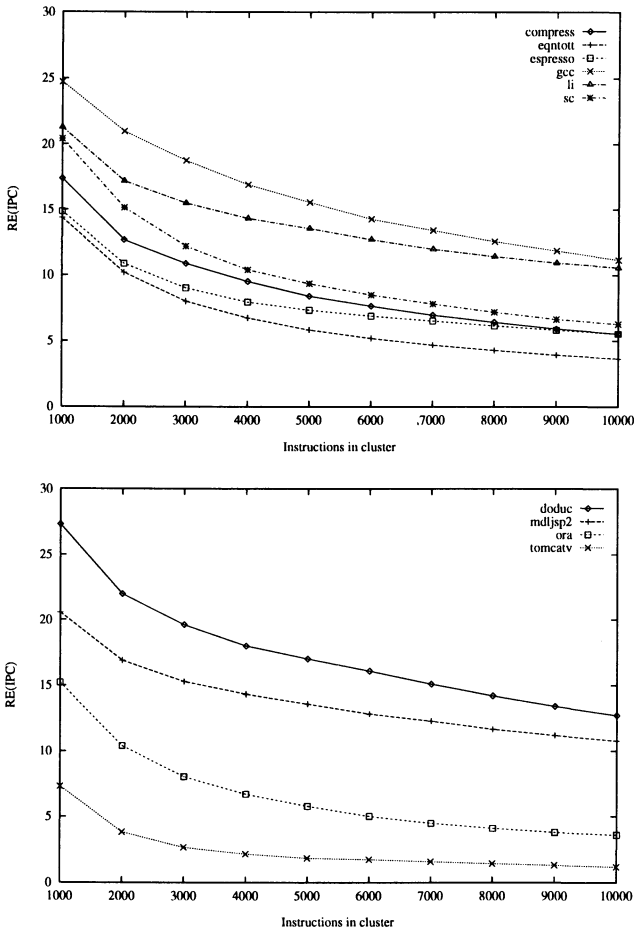 30
25
20
15
10
5
0
RE(IPC)
compress
eqntott
espresso
gcc
li
sc
1000 2000 3000 4000 5000 6000 .7000 8000 9000 10000
Instructions in cluster
30
25
20
15
10
5
0
RE(IPC)
doduc
mdljsp2
ora
tomcatv
1000 2000 3000 4000 5000 6000 7000 8000 9000 10000
Instructions in cluster